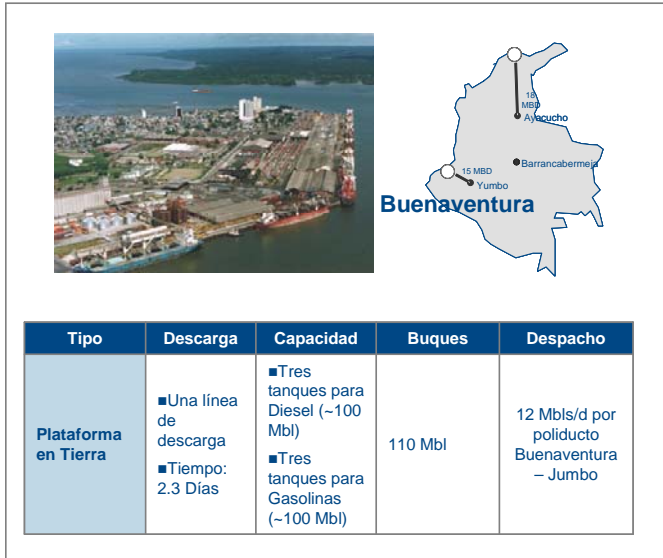 18
MBD
Ayacucho
Barrancabermeja
15 MBD
Yumbo
Buenaventura
Tipo
Descarga
Capacidad
Buques
Despacho
Plataforma
en Tierra
■Una línea
de
descarga
■Tiempo:
2.3 Días
■Tres
tanques para
Diesel (~100
Mbl)
■Tres
tanques para
Gasolinas
(~100 Mbl)
110 Mbl
12 Mbls/d por
poliducto
Buenaventura
– Jumbo